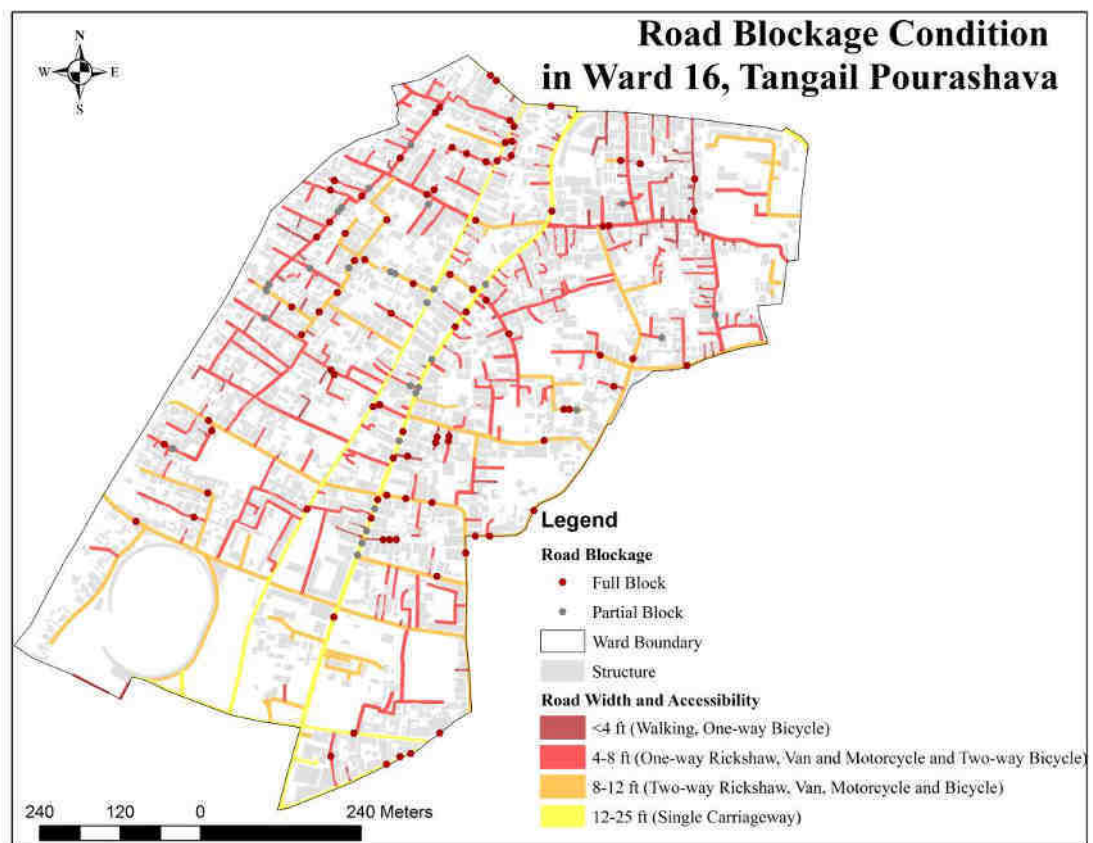 Road Blockage Condition
in Ward 16, Tangail Pourashava
N
W E
S
Legend
Road Blockage
Full Block
Partial Block
Ward Boundary
Structure
Road Width and Accessibility
<4 ft (Walking, One-way Bicycle)
4-8 ft (One-way Rickshaw, Van and Motorcycle and Two-way Bicycle)
8-12 ft (Two-way Rickshaw, Van, Motorcycle and Bicycle)
12-25 ft (Single Carriageway)
240 120 0 240 Meters